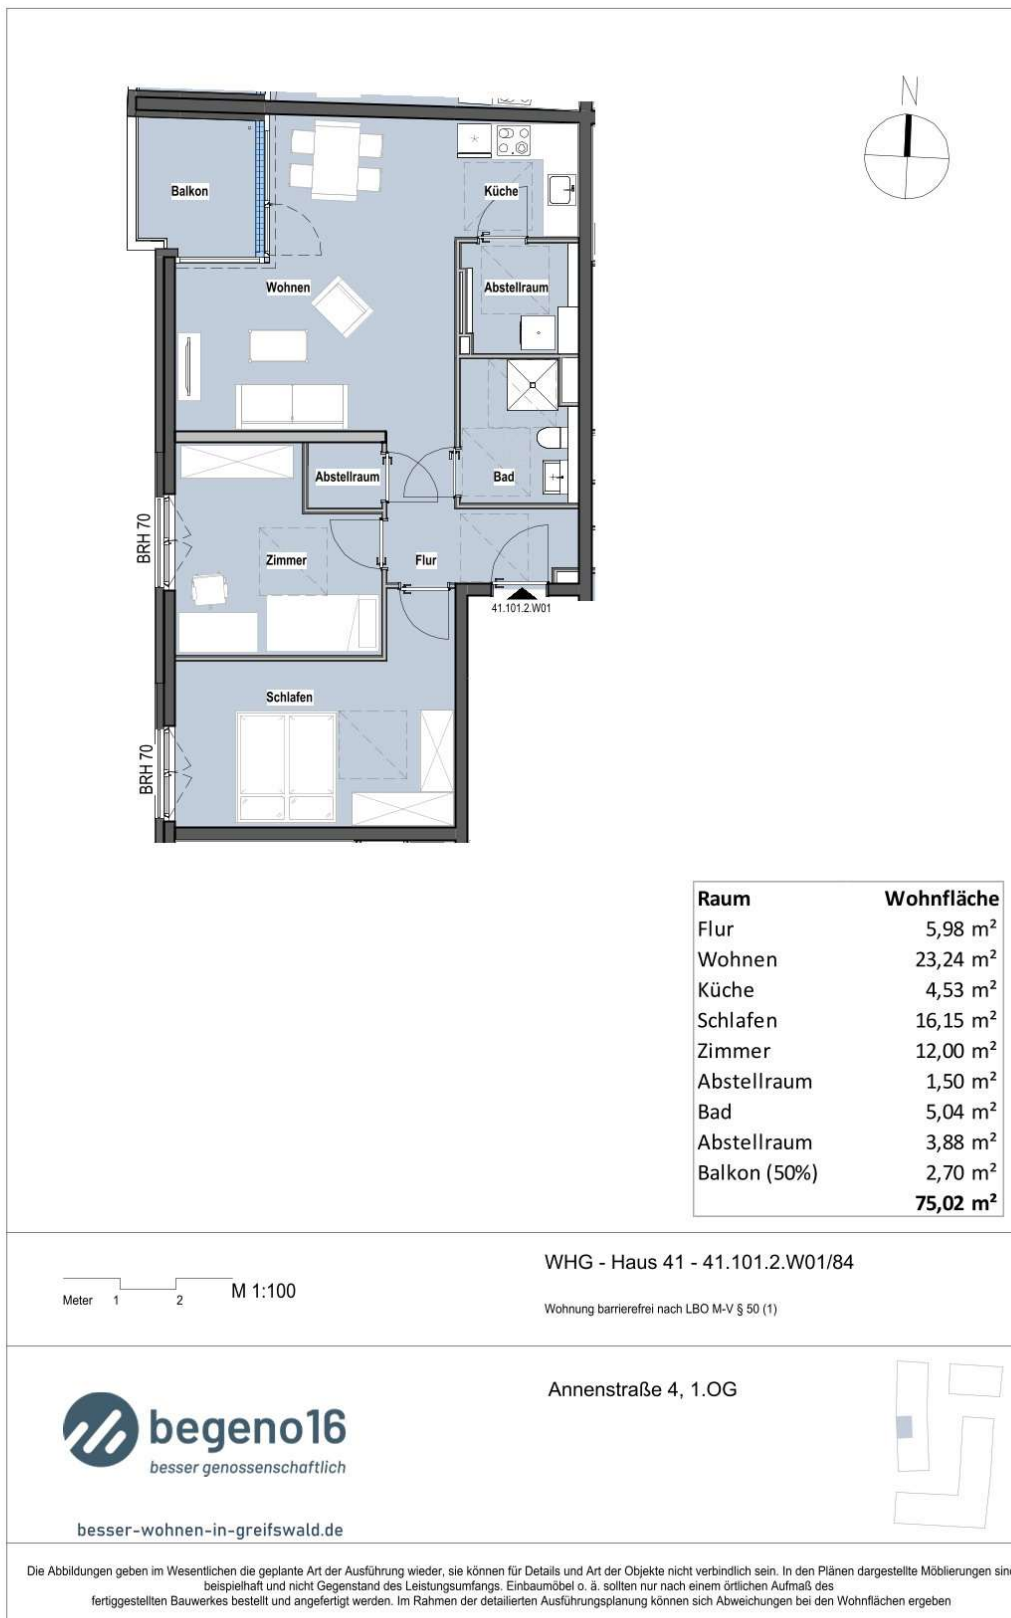 N
Balkon
Küche
Wohnen
Abstellraum
Abstellraum
Bad
BRH 70
Zimmer
Flur
41.101.2.W01
Schlafen
BRH 70
Raum Wohnfläche
Flur 5,98 m²
Wohnen 23,24 m²
Küche 4,53 m²
Schlafen 16,15 m²
Zimmer 12,00 m²
Abstellraum 1,50 m²
Bad 5,04 m²
Abstellraum 3,88 m²
Balkon (50%) 2,70 m²
75,02 m²
Meter 1 2 M 1:100
WHG - Haus 41 - 41.101.2.W01/84
Wohnung barrierefrei nach LBO M-V § 50 (1)
begeno16
besser genossenschaftlich
besser-wohnen-in-greifswald.de
Annenstraße 4, 1.OG
Die Abbildungen geben im Wesentlichen die geplante Art der Ausführung wieder, sie können für Details und Art der Objekte nicht verbindlich sein. In den Plänen dargestellte Möblierungen sind
beispielhaft und nicht Gegenstand des Leistungsumfangs. Einbaumöbel o. ä. sollten nur nach einem örtlichen Aufmaß des
fertiggestellten Bauwerkes bestellt und angefertigt werden. Im Rahmen der detailierten Ausführungsplanung können sich Abweichungen bei den Wohnflächen ergeben